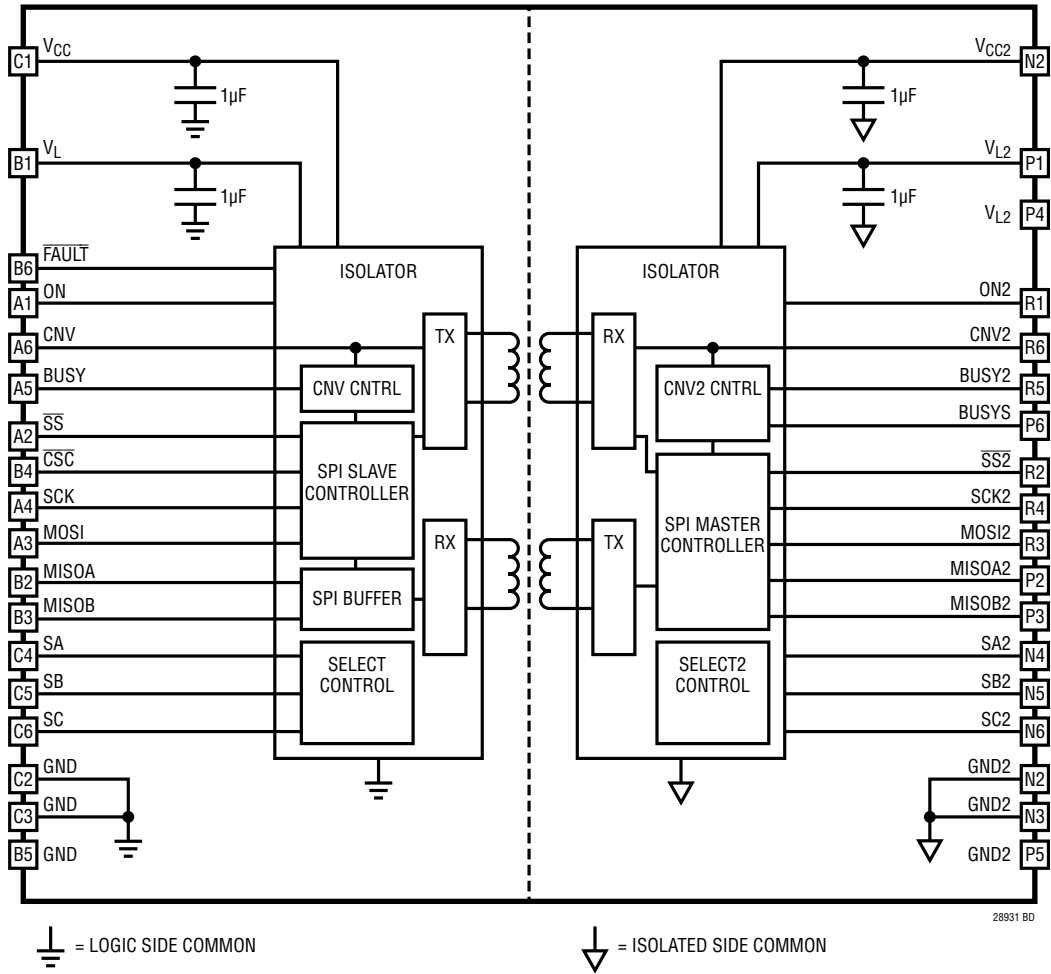 C1 VCC
1µF
B1 VL
1µF
B6 FAULT
A1 ON
A6 CNV
A5 BUSY
A2 SS
B4 CSC
A4 SCK
A3 MOSI
B2 MISOA
B3 MISOB
C4 SA
C5 SB
C6 SC
C2 GND
C3 GND
B5 GND
ISOLATOR
TX
CNV CNTRL
SPI SLAVE
CONTROLLER
RX
SPI BUFFER
SELECT
CONTROL
ISOLATOR
RX
CNV2 CNTRL
SPI MASTER
CONTROLLER
TX
SELECT2
CONTROL
VCC2 N2
1µF
VL2 P1
1µF
VL2 P4
ON2 R1
CNV2 R6
BUSY2 R5
BUSYS P6
SS2 R2
SCK2 R4
MOSI2 R3
MISOA2 P2
MISOB2 P3
SA2 N4
SB2 N5
SC2 N6
GND2 N2
GND2 N3
GND2 P5
28931 BD
= LOGIC SIDE COMMON
= ISOLATED SIDE COMMON